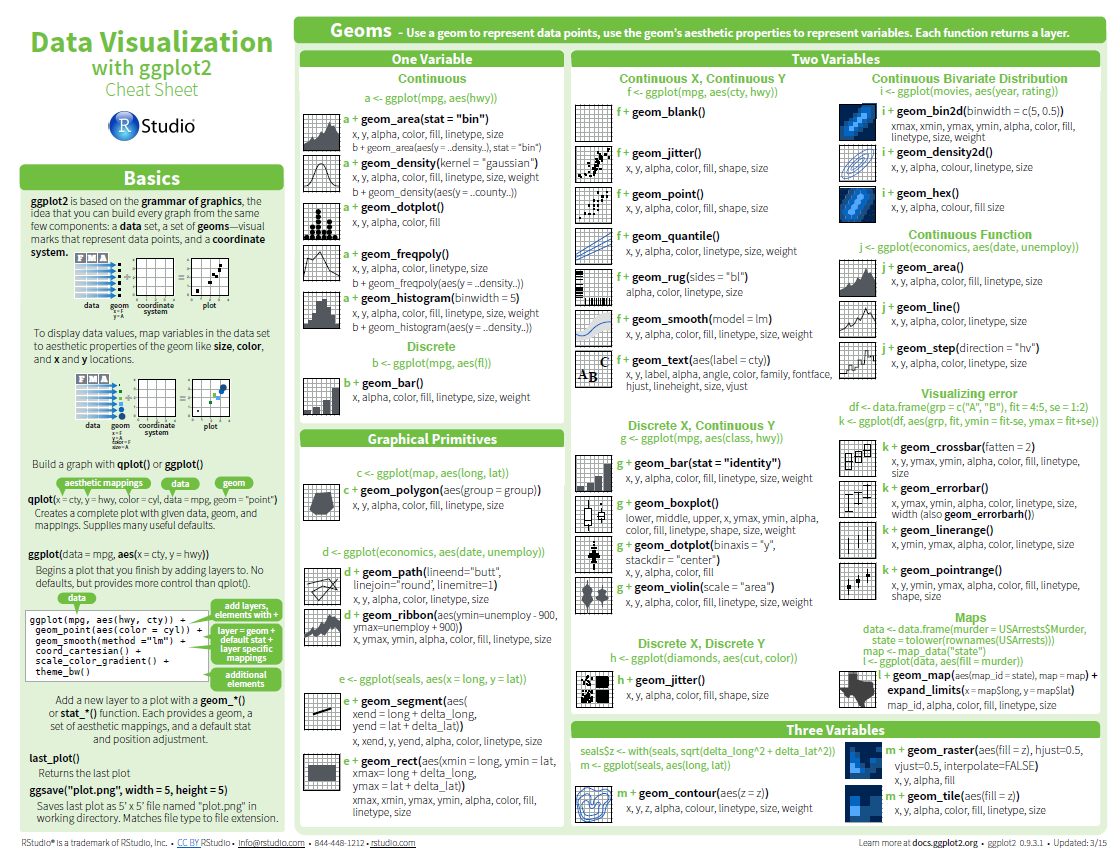 Data Visualization
with ggplot2
Cheat Sheet
R Studio®
Basics
ggplot2 is based on the grammar of graphics, the
idea that you can build every graph from the same
few components: a data set, a set of geoms—visual
marks that represent data points, and a coordinate
system.
F M A
data geom coordinate system plot
x = F
y = A
To display data values, map variables in the data set
to aesthetic properties of the geom like size, color,
and x and y locations.
F M A
data geom coordinate system plot
x = F
y = A
color = F
size = A
Build a graph with qplot() or ggplot()
aesthetic mappings data geom
qplot(x = cty, y = hwy, color = cyl, data = mpg, geom = "point")
Creates a complete plot with given data, geom, and
mappings. Supplies many useful defaults.
ggplot(data = mpg, aes(x = cty, y = hwy))
Begins a plot that you finish by adding layers to. No
defaults, but provides more control than qplot().
data
ggplot(mpg, aes(hwy, cty)) +
geom_point(aes(color = cyl)) +
geom_smooth(method ="lm") +
coord_cartesian() +
scale_color_gradient() +
theme_bw()
add layers,
elements with +
layer = geom +
default stat +
layer specific
mappings
additional
elements
Add a new layer to a plot with a geom_*()
or stat_*() function. Each provides a geom, a
set of aesthetic mappings, and a default stat
and position adjustment.
last_plot()
Returns the last plot
ggsave("plot.png", width = 5, height = 5)
Saves last plot as 5' x 5' file named "plot.png" in
working directory. Matches file type to file extension.
Geoms - Use a geom to represent data points, use the geom's aesthetic properties to represent variables. Each function returns a layer.
One Variable
Continuous
a <- ggplot(mpg, aes(hwy))
a + geom_area(stat = "bin")
x, y, alpha, color, fill, linetype, size
b + geom_area(aes(y = ..density..), stat = "bin")
a + geom_density(kernel = "gaussian")
x, y, alpha, color, fill, linetype, size, weight
b + geom_density(aes(y = ..county..))
a + geom_dotplot()
x, y, alpha, color, fill
a + geom_freqpoly()
x, y, alpha, color, linetype, size
b + geom_freqpoly(aes(y = ..density..))
a + geom_histogram(binwidth = 5)
x, y, alpha, color, fill, linetype, size, weight
b + geom_histogram(aes(y = ..density..))
Discrete
b <- ggplot(mpg, aes(fl))
b + geom_bar()
x, alpha, color, fill, linetype, size, weight
Graphical Primitives
c <- ggplot(map, aes(long, lat))
c + geom_polygon(aes(group = group))
x, y, alpha, color, fill, linetype, size
d <- ggplot(economics, aes(date, unemploy))
d + geom_path(lineend="butt",
linejoin="round', linemitre=1)
x, y, alpha, color, linetype, size
d + geom_ribbon(aes(ymin=unemploy - 900,
ymax=unemploy + 900))
x, ymax, ymin, alpha, color, fill, linetype, size
e <- ggplot(seals, aes(x = long, y = lat))
e + geom_segment(aes(
xend = long + delta_long,
yend = lat + delta_lat))
x, xend, y, yend, alpha, color, linetype, size
e + geom_rect(aes(xmin = long, ymin = lat,
xmax= long + delta_long,
ymax = lat + delta_lat))
xmax, xmin, ymax, ymin, alpha, color, fill,
linetype, size
Two Variables
Continuous X, Continuous Y
f <- ggplot(mpg, aes(cty, hwy))
f + geom_blank()
f + geom_jitter()
x, y, alpha, color, fill, shape, size
f + geom_point()
x, y, alpha, color, fill, shape, size
f + geom_quantile()
x, y, alpha, color, linetype, size, weight
f + geom_rug(sides = "bl")
alpha, color, linetype, size
f + geom_smooth(model = lm)
x, y, alpha, color, fill, linetype, size, weight
A B C
f + geom_text(aes(label = cty))
x, y, label, alpha, angle, color, family, fontface,
hjust, lineheight, size, vjust
Discrete X, Continuous Y
g <- ggplot(mpg, aes(class, hwy))
g + geom_bar(stat = "identity")
x, y, alpha, color, fill, linetype, size, weight
g + geom_boxplot()
lower, middle, upper, x, ymax, ymin, alpha,
color, fill, linetype, shape, size, weight
g + geom_dotplot(binaxis = "y",
stackdir = "center")
x, y, alpha, color, fill
g + geom_violin(scale = "area")
x, y, alpha, color, fill, linetype, size, weight
Discrete X, Discrete Y
h <- ggplot(diamonds, aes(cut, color))
h + geom_jitter()
x, y, alpha, color, fill, shape, size
Continuous Bivariate Distribution
i <- ggplot(movies, aes(year, rating))
i + geom_bin2d(binwidth = c(5, 0.5))
xmax, xmin, ymax, ymin, alpha, color, fill,
linetype, size, weight
i + geom_density2d()
x, y, alpha, colour, linetype, size
i + geom_hex()
x, y, alpha, colour, fill size
Continuous Function
j <- ggplot(economics, aes(date, unemploy))
j + geom_area()
x, y, alpha, color, fill, linetype, size
j + geom_line()
x, y, alpha, color, linetype, size
j + geom_step(direction = "hv")
x, y, alpha, color, linetype, size
Visualizing error
df <- data.frame(grp = c("A", "B"), fit = 4:5, se = 1:2)
k <- ggplot(df, aes(grp, fit, ymin = fit-se, ymax = fit+se))
k + geom_crossbar(fatten = 2)
x, y, ymax, ymin, alpha, color, fill, linetype,
size
k + geom_errorbar()
x, ymax, ymin, alpha, color, linetype, size,
width (also geom_errorbarh())
k + geom_linerange()
x, ymin, ymax, alpha, color, linetype, size
k + geom_pointrange()
x, y, ymin, ymax, alpha, color, fill, linetype,
shape, size
Maps
data <- data.frame(murder = USArrests$Murder,
state = tolower(rownames(USArrests)))
map <- map_data("state")
l <- ggplot(data, aes(fill = murder))
l + geom_map(aes(map_id = state), map = map) +
expand_limits(x = map$long, y = map$lat)
map_id, alpha, color, fill, linetype, size
Three Variables
seals$z <- with(seals, sqrt(delta_long^2 + delta_lat^2))
m <- ggplot(seals, aes(long, lat))
m + geom_contour(aes(z = z))
x, y, z, alpha, colour, linetype, size, weight
m + geom_raster(aes(fill = z), hjust=0.5,
vjust=0.5, interpolate=FALSE)
x, y, alpha, fill
m + geom_tile(aes(fill = z))
x, y, alpha, color, fill, linetype, size
RStudio® is a trademark of RStudio, Inc. • CC BY RStudio • info@rstudio.com • 844-448-1212 • rstudio.com
Learn more at docs.ggplot2.org • ggplot2 0.9.3.1 • Updated: 3/15